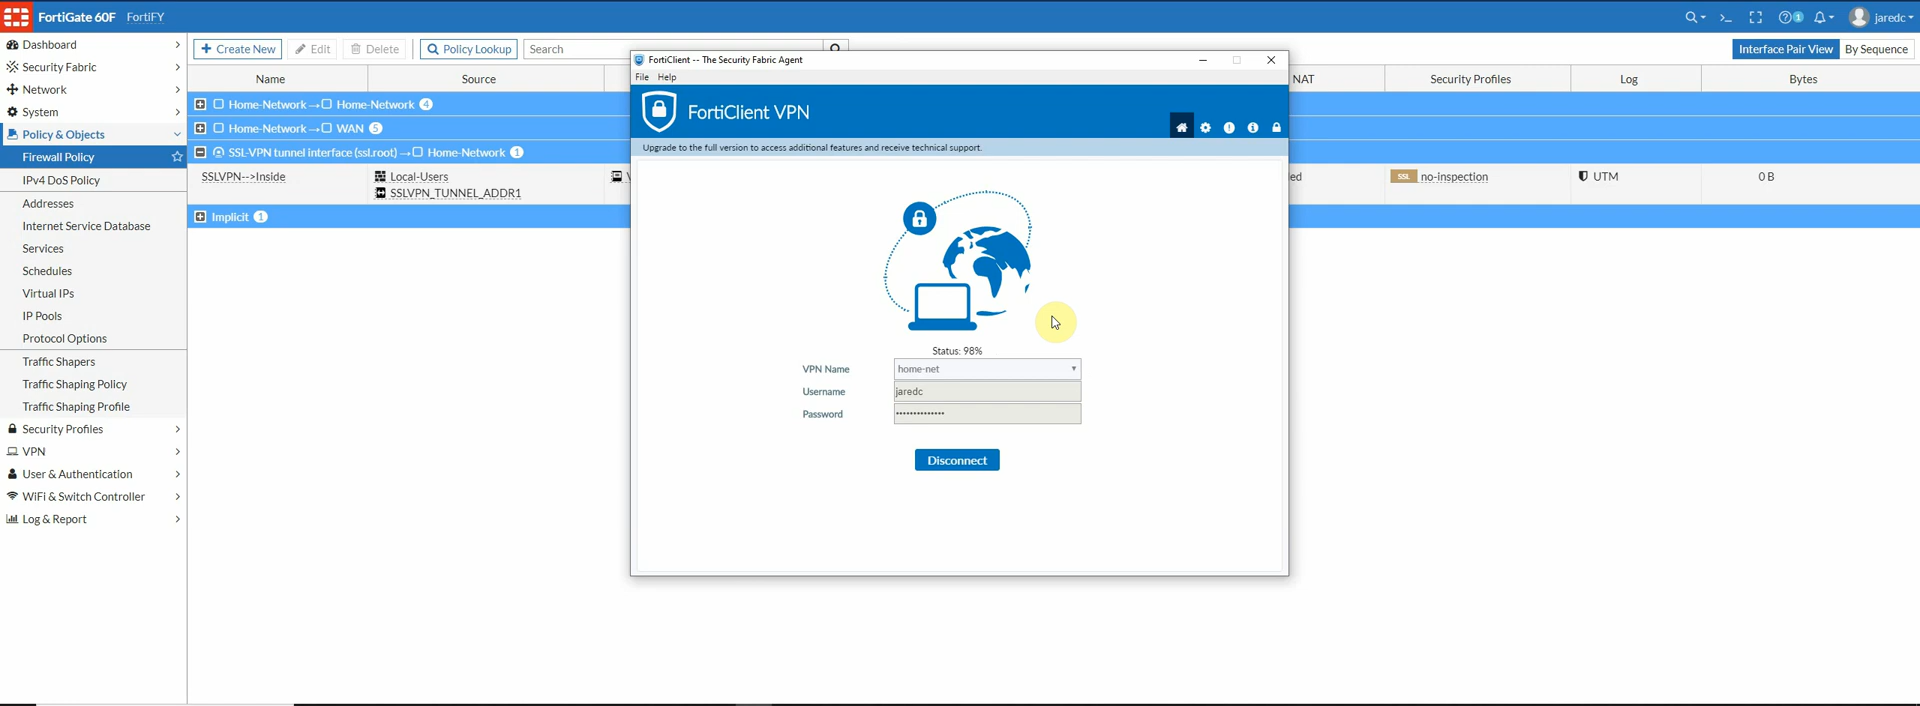 FortiGate 60F FortiFY
1
jaredc
Dashboard
Security Fabric
Network
System
Policy & Objects
Firewall Policy
IPv4 DoS Policy
Addresses
Internet Service Database
Services
Schedules
Virtual IPs
IP Pools
Protocol Options
Traffic Shapers
Traffic Shaping Policy
Traffic Shaping Profile
Security Profiles
VPN
User & Authentication
WiFi & Switch Controller
Log & Report
Create New Edit Delete Policy Lookup Search
Interface Pair View By Sequence
Name Source NAT Security Profiles Log Bytes
Home-Network → Home-Network 4
Home-Network → WAN 5
SSL-VPN tunnel interface (ssl.root) → Home-Network 1
SSLVPN-->Inside Local-Users ed SSL no-inspection UTM 0 B
SSLVPN_TUNNEL_ADDR1
Implicit 1
FortiClient -- The Security Fabric Agent
File Help
FortiClient VPN
Upgrade to the full version to access additional features and receive technical support.
Status: 98%
VPN Name home-net
Username jaredc
Password ••••••••••••••
Disconnect